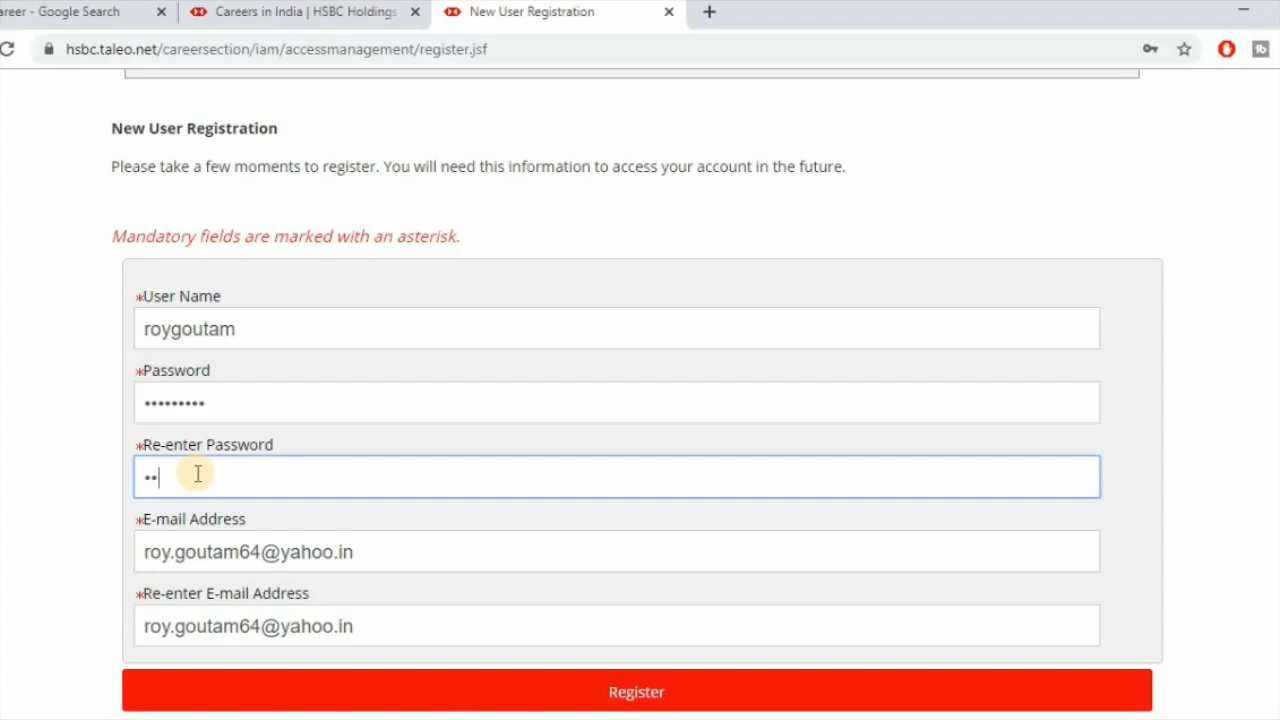 areer - Google Search
Careers in India | HSBC Holdings
New User Registration
hsbc.taleo.net/careersection/iam/accessmanagement/register.jsf
New User Registration
Please take a few moments to register. You will need this information to access your account in the future.
Mandatory fields are marked with an asterisk.
*User Name
roygoutam
*Password
•••••••••
*Re-enter Password
••
*E-mail Address
roy.goutam64@yahoo.in
*Re-enter E-mail Address
roy.goutam64@yahoo.in
Register